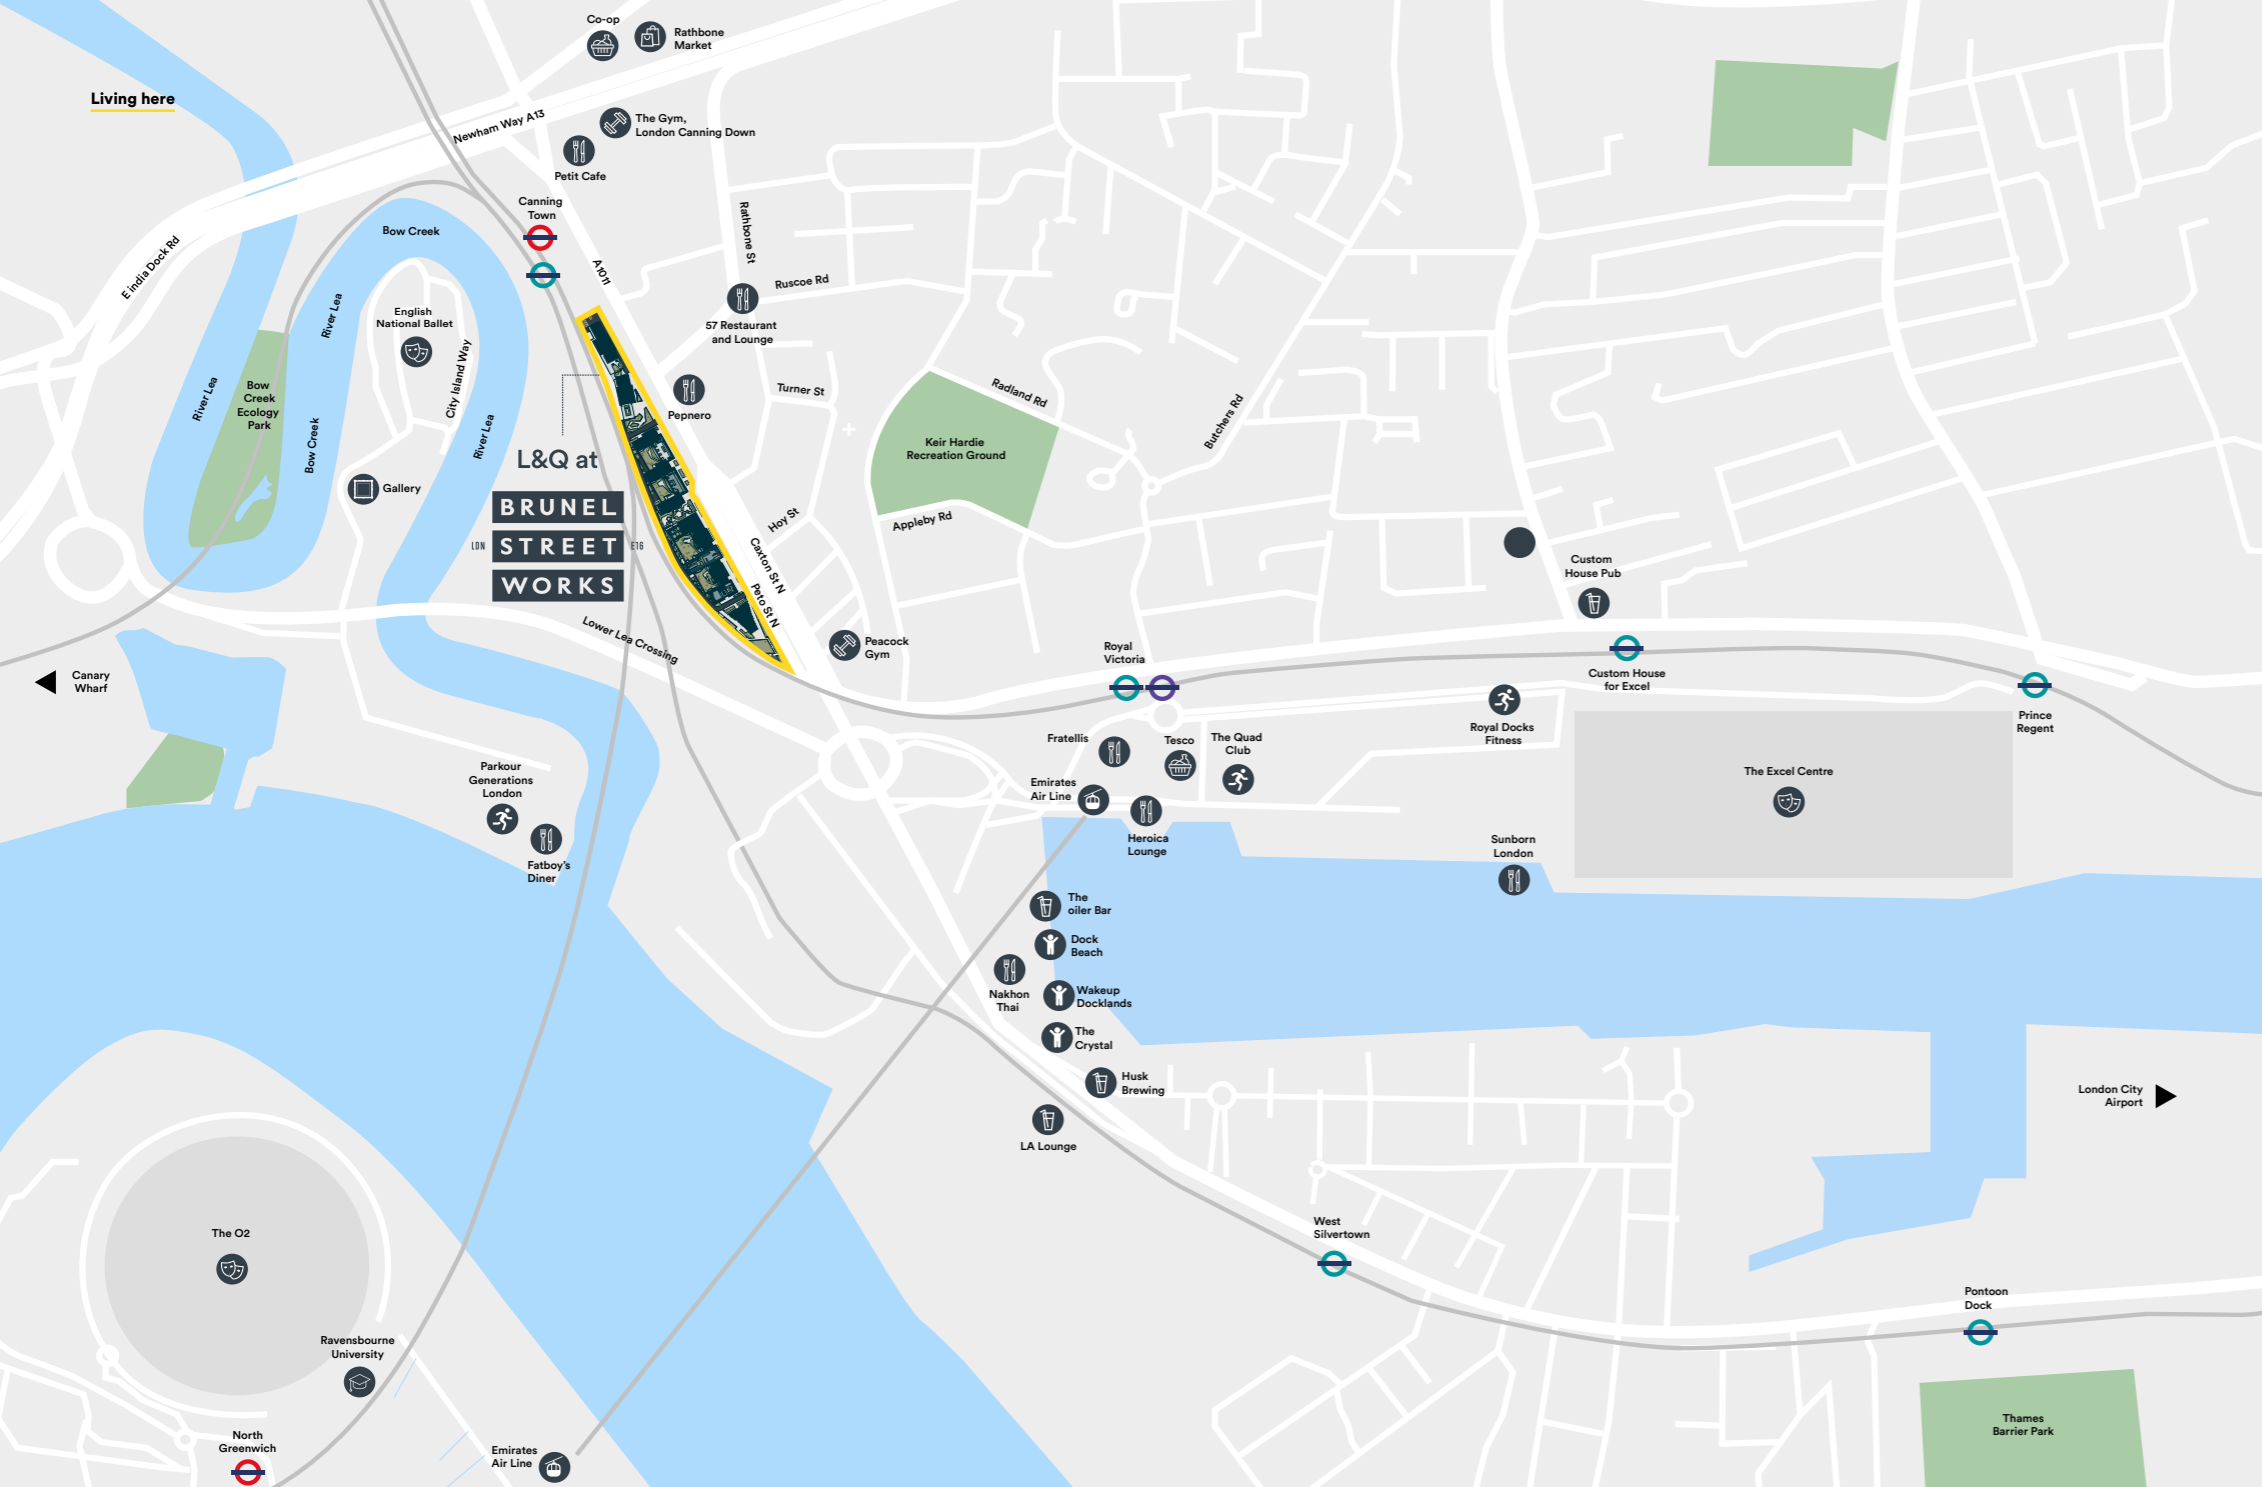 Co-op
Rathbone
Market
Living here
Newham Way A13
The Gym,
London Canning Down
Petit Cafe
Canning
Town
Bow Creek
E india Dock Rd
A1011
Rathbone St
Ruscoe Rd
English
National Ballet
River Lea
57 Restaurant
and Lounge
City Island Way
River Lea
Bow
Creek
Ecology
Park
Bow Creek
River Lea
Turner St
Pepnero
Radland Rd
Butchers Rd
Keir Hardie
Recreation Ground
Appleby Rd
L&Q at
Gallery
BRUNEL
LDN STREET E16
WORKS
Hoy St
Caxton St N
Peto St N
Lower Lea Crossing
Peacock
Gym
Custom
House Pub
Royal
Victoria
Custom House
for Excel
Canary
Wharf
Prince
Regent
Royal Docks
Fitness
Fratellis
Tesco
The Quad
Club
Parkour
Generations
London
Emirates
Air Line
The Excel Centre
Heroica
Lounge
Sunborn
London
Fatboy's
Diner
The
oiler Bar
Dock
Beach
Nakhon
Thai
Wakeup
Docklands
The
Crystal
Husk
Brewing
London City
Airport
LA Lounge
The O2
West
Silvertown
Pontoon
Dock
Ravensbourne
University
Thames
Barrier Park
North
Greenwich
Emirates
Air Line